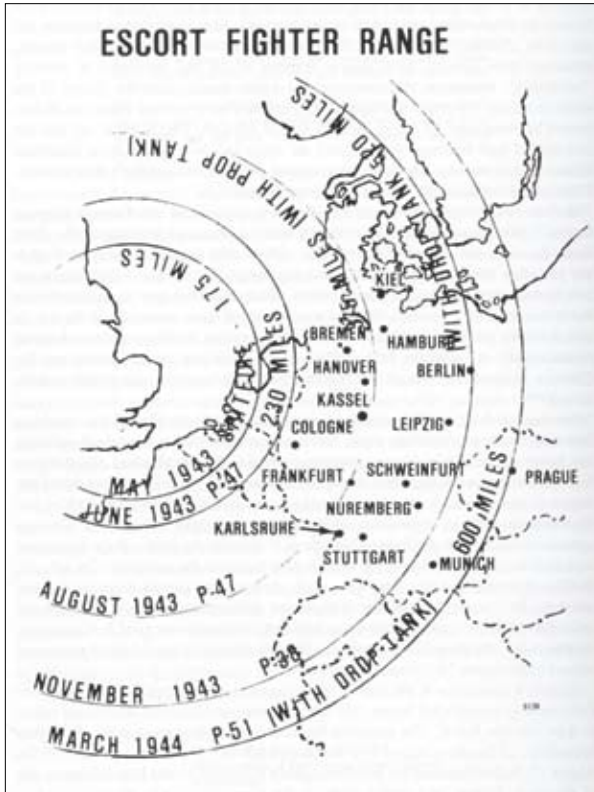 ESCORT FIGHTER RANGE
520 MILES
(WITH DROP TANK
MILES (WITH PROP TANK)
175 MILES
230 MILES
KIEL
BREMEN
HAMBURG
HANOVER
BERLIN
KASSEL
COLOGNE
LEIPZIG
FRANKFURT
SCHWEINFURT
PRAGUE
NUREMBERG
KARLSRUHE
STUTTGART
MUNICH
600 MILES
MAY 1943
JUNE 1943 P-47
AUGUST 1943 P-47
NOVEMBER 1943 P-38
MARCH 1944 P-51 (WITH DROP TANK)